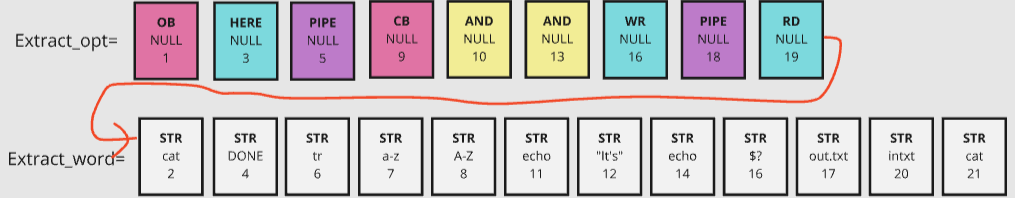 Extract_opt=
OB HERE PIPE CB AND AND WR PIPE RD
NULL NULL NULL NULL NULL NULL NULL NULL NULL
1 3 5 9 10 13 16 18 19
Extract_word=
STR STR STR STR STR STR STR STR STR STR STR STR
cat DONE tr a-z A-Z echo "It's" echo $? out.txt intxt cat
2 4 6 7 8 11 12 14 16 17 20 21